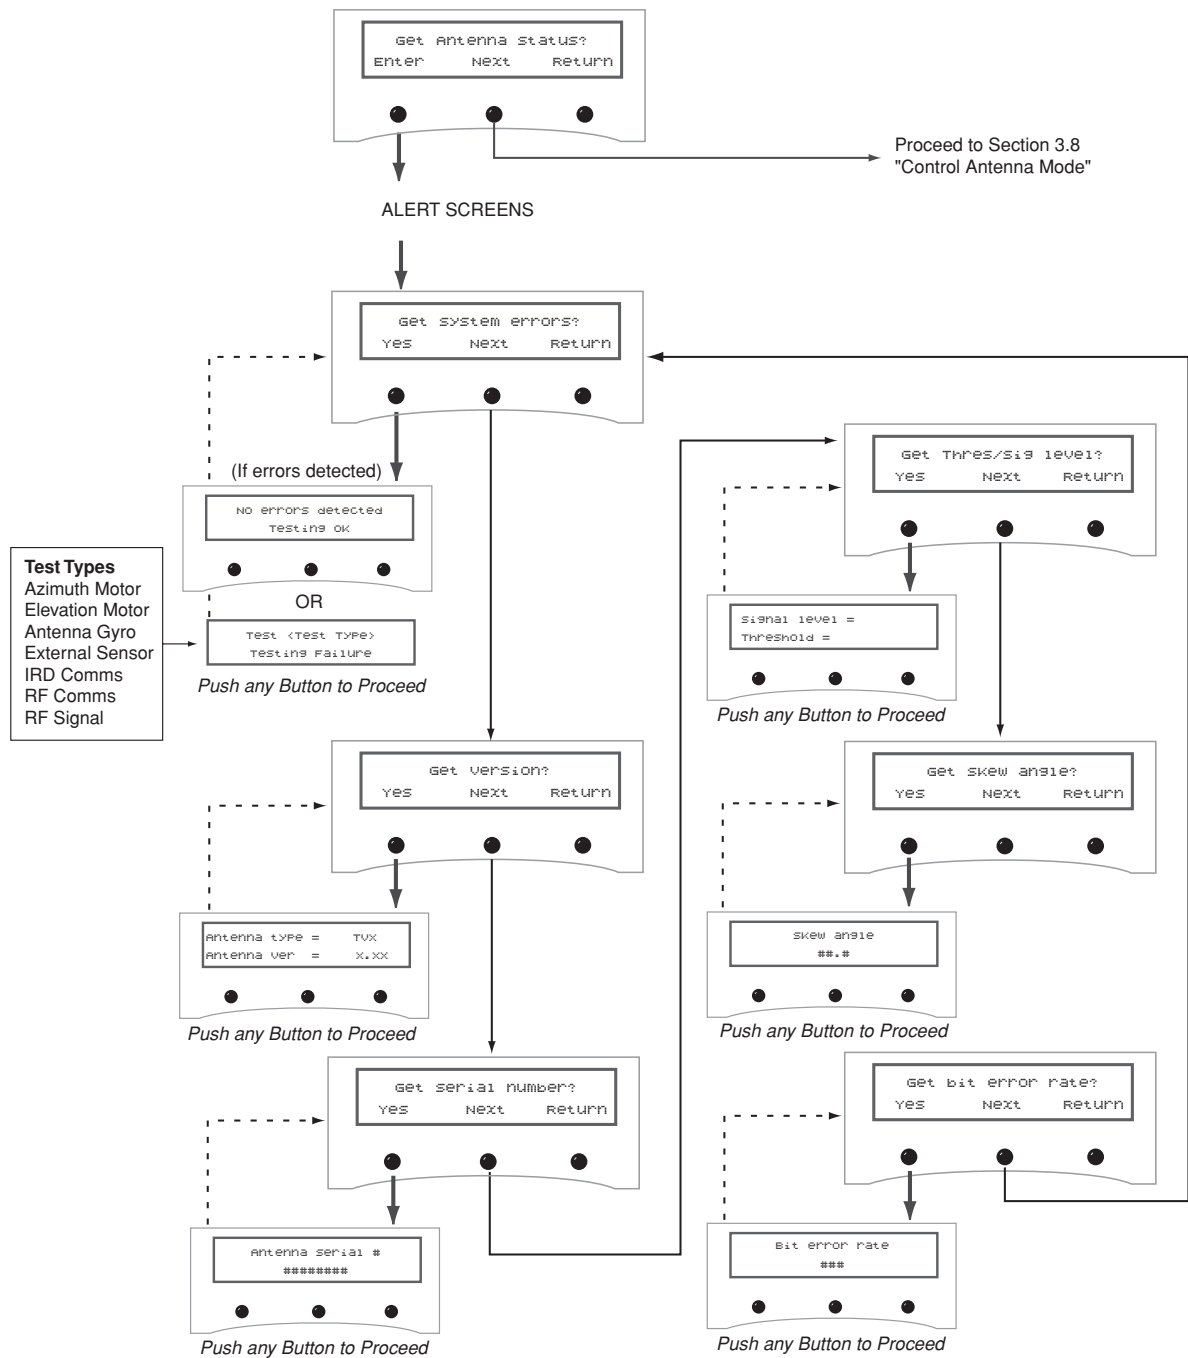 Get Antenna Status?
Enter Next Return
Proceed to Section 3.8
"Control Antenna Mode"
ALERT SCREENS
Get system errors?
Yes Next Return
(If errors detected)
No errors detected
Testing OK
OR
Test <Test Type>
Testing Failure
Push any Button to Proceed
Test Types
Azimuth Motor
Elevation Motor
Antenna Gyro
External Sensor
IRD Comms
RF Comms
RF Signal
Get version?
Yes Next Return
Antenna type = TVX
Antenna ver = X.XX
Push any Button to Proceed
Get serial number?
Yes Next Return
Antenna Serial #
########
Push any Button to Proceed
Get Thres/Sig level?
Yes Next Return
Signal level =
Threshold =
Push any Button to Proceed
Get skew angle?
Yes Next Return
Skew angle
##.#
Push any Button to Proceed
Get bit error rate?
Yes Next Return
Bit error rate
###
Push any Button to Proceed